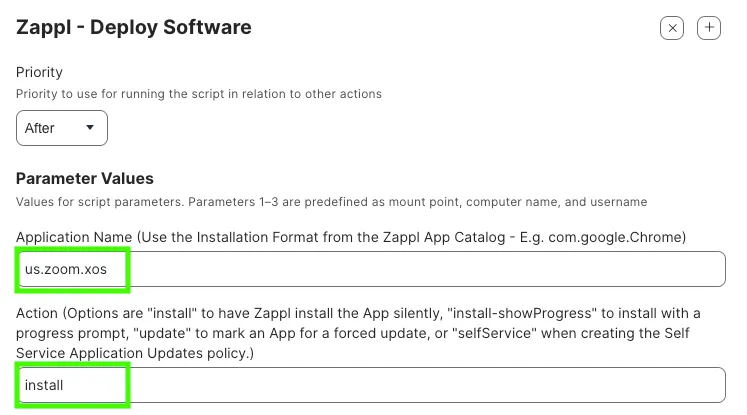 Zappl - Deploy Software
Priority
Priority to use for running the script in relation to other actions
After
Parameter Values
Values for script parameters. Parameters 1–3 are predefined as mount point, computer name, and username
Application Name (Use the Installation Format from the Zappl App Catalog - E.g. com.google.Chrome)
us.zoom.xos
Action (Options are "install" to have Zappl install the App silently, "install-showProgress" to install with a
progress prompt, "update" to mark an App for a forced update, or "selfService" when creating the Self
Service Application Updates policy.)
install